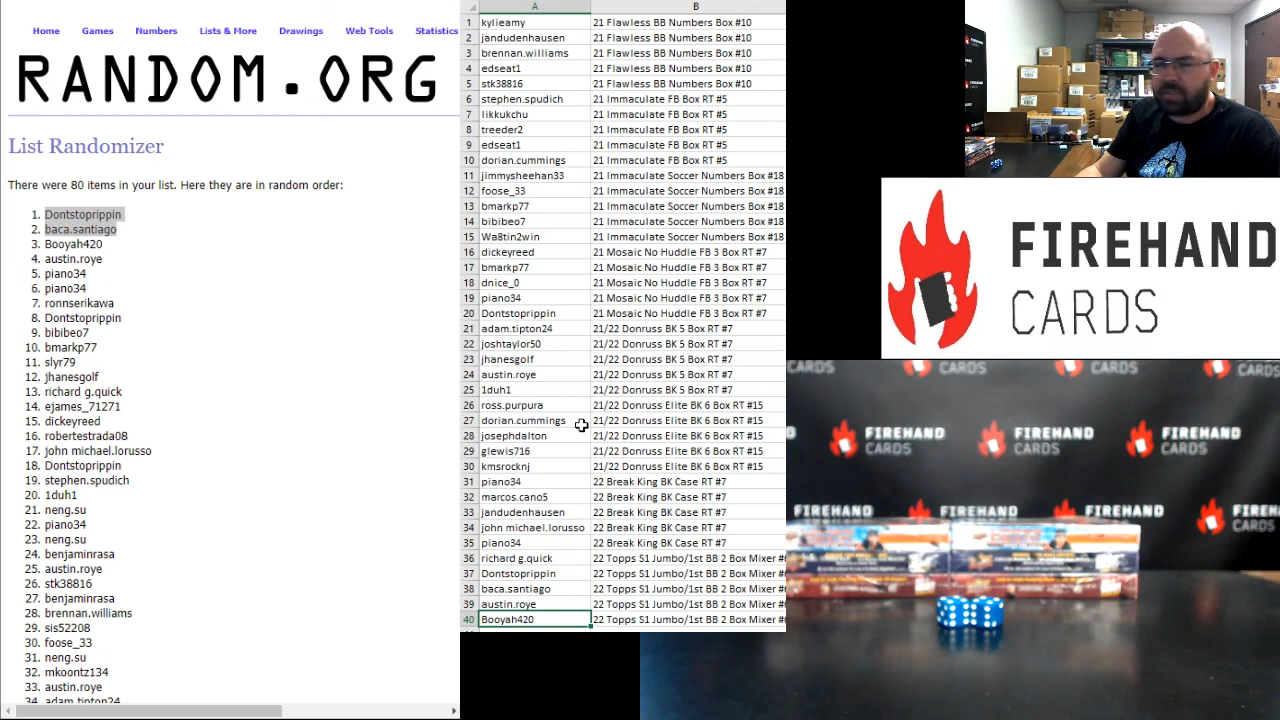 Home Games Numbers Lists & More Drawings Web Tools Statistics
RANDOM.ORG
List Randomizer
There were 80 items in your list. Here they are in random order:
1. Dontstoprippin
2. baca.santiago
3. Booyah420
4. austin.roye
5. piano34
6. piano34
7. ronnserikawa
8. Dontstoprippin
9. bibibeo7
10. bmarkp77
11. slyr79
12. jhanesgolf
13. richard g.quick
14. ejames_71271
15. dickeyreed
16. robertestrada08
17. john michael.lorusso
18. Dontstoprippin
19. stephen.spudich
20. 1duh1
21. neng.su
22. piano34
23. neng.su
24. benjaminrasa
25. austin.roye
26. stk38816
27. benjaminrasa
28. brennan.williams
29. sis52208
30. foose_33
31. neng.su
32. mkoontz134
33. austin.roye
34. adam.tipton24
A B
1 kylieamy 21 Flawless BB Numbers Box #10
2 jandudenhausen 21 Flawless BB Numbers Box #10
3 brennan.williams 21 Flawless BB Numbers Box #10
4 edseat1 21 Flawless BB Numbers Box #10
5 stk38816 21 Flawless BB Numbers Box #10
6 stephen.spudich 21 Immaculate FB Box RT #5
7 likkukchu 21 Immaculate FB Box RT #5
8 treeder2 21 Immaculate FB Box RT #5
9 edseat1 21 Immaculate FB Box RT #5
10 dorian.cummings 21 Immaculate FB Box RT #5
11 jimmysheehan33 21 Immaculate Soccer Numbers Box #18
12 foose_33 21 Immaculate Soccer Numbers Box #18
13 bmarkp77 21 Immaculate Soccer Numbers Box #18
14 bibibeo7 21 Immaculate Soccer Numbers Box #18
15 Wa8tin2win 21 Immaculate Soccer Numbers Box #18
16 dickeyreed 21 Mosaic No Huddle FB 3 Box RT #7
17 bmarkp77 21 Mosaic No Huddle FB 3 Box RT #7
18 dnice_0 21 Mosaic No Huddle FB 3 Box RT #7
19 piano34 21 Mosaic No Huddle FB 3 Box RT #7
20 Dontstoprippin 21 Mosaic No Huddle FB 3 Box RT #7
21 adam.tipton24 21/22 Donruss BK 5 Box RT #7
22 joshtaylor50 21/22 Donruss BK 5 Box RT #7
23 jhanesgolf 21/22 Donruss BK 5 Box RT #7
24 austin.roye 21/22 Donruss BK 5 Box RT #7
25 1duh1 21/22 Donruss BK 5 Box RT #7
26 ross.purpura 21/22 Donruss Elite BK 6 Box RT #15
27 dorian.cummings 21/22 Donruss Elite BK 6 Box RT #15
28 josephdalton 21/22 Donruss Elite BK 6 Box RT #15
29 glewis716 21/22 Donruss Elite BK 6 Box RT #15
30 kmsrocknj 21/22 Donruss Elite BK 6 Box RT #15
31 piano34 22 Break King BK Case RT #7
32 marcos.cano5 22 Break King BK Case RT #7
33 jandudenhausen 22 Break King BK Case RT #7
34 john michael.lorusso 22 Break King BK Case RT #7
35 piano34 22 Break King BK Case RT #7
36 richard g.quick 22 Topps S1 Jumbo/1st BB 2 Box Mixer #
37 Dontstoprippin 22 Topps S1 Jumbo/1st BB 2 Box Mixer #
38 baca.santiago 22 Topps S1 Jumbo/1st BB 2 Box Mixer #
39 austin.roye 22 Topps S1 Jumbo/1st BB 2 Box Mixer #
40 Booyah420 22 Topps S1 Jumbo/1st BB 2 Box Mixer #
FIREHAND
CARDS
CARDS CARDS CARDS CARDS
FIREHAND CARDS
FIREHAND CARDS
FIREHAND CARDS
FIREHAND CARDS
FIREHAND CARDS